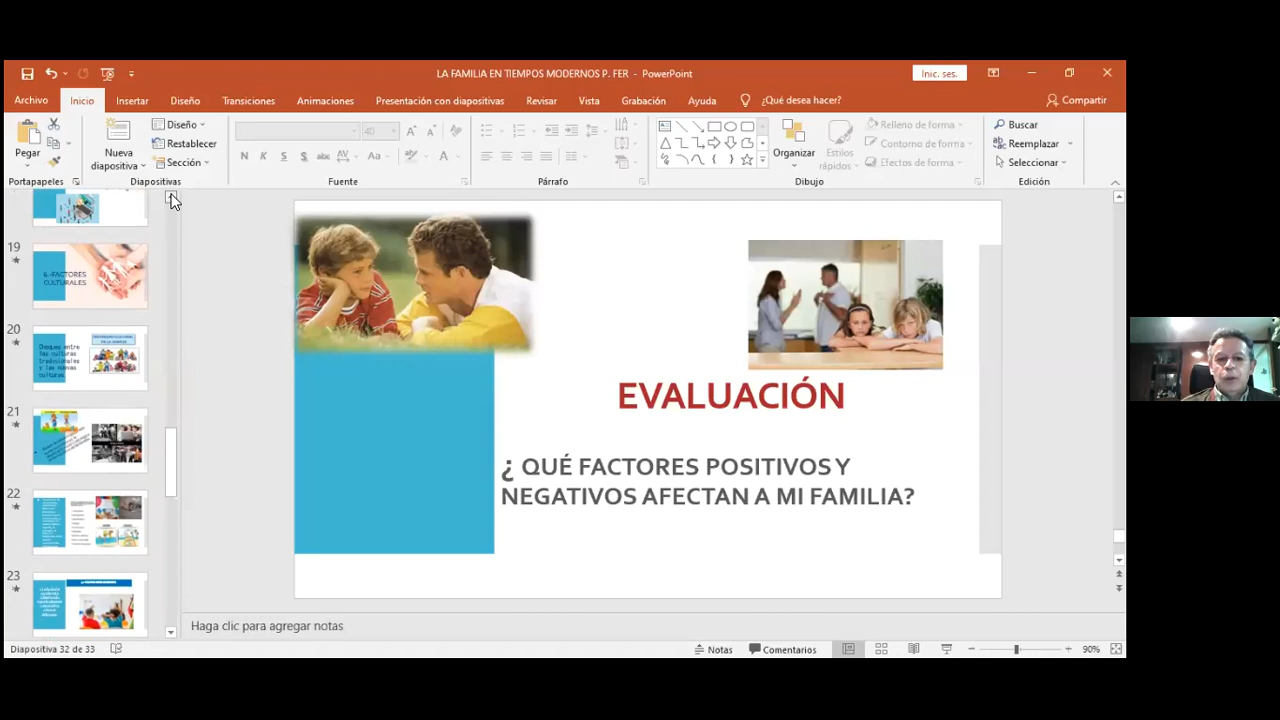 LA FAMILIA EN TIEMPOS MODERNOS P. FER - PowerPoint
Inic. ses.
Archivo
Inicio
Insertar
Diseño
Transiciones
Animaciones
Presentación con diapositivas
Revisar
Vista
Grabación
Ayuda
¿Qué desea hacer?
Compartir
Pegar
Nueva
diapositiva
Diseño
Restablecer
Sección
40
N K S S abc AV Aa A
Organizar
Estilos
rápidos
Relleno de forma
Contorno de forma
Efectos de forma
Buscar
Reemplazar
Seleccionar
Portapapeles
Diapositivas
Fuente
Párrafo
Dibujo
Edición
19
6.-FACTORES
CULTURALES
20
Choques entre
las culturas
tradicionales
y las nuevas
culturas.
21
22
23
EVALUACIÓN
¿ QUÉ FACTORES POSITIVOS Y
NEGATIVOS AFECTAN A MI FAMILIA?
Haga clic para agregar notas
Diapositiva 32 de 33
Notas
Comentarios
90%